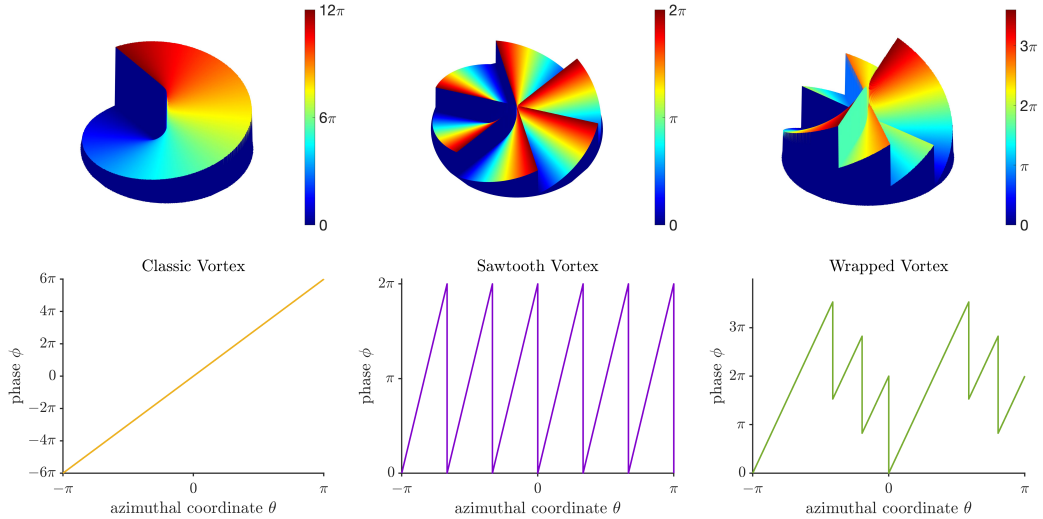 12π
6π
0
2π
π
0
3π
2π
π
0
Classic Vortex
6π
4π
2π
0
−2π
−4π
−6π
phase ϕ
−π
0
π
azimuthal coordinate θ
Sawtooth Vortex
2π
π
0
phase ϕ
−π
0
π
azimuthal coordinate θ
Wrapped Vortex
3π
2π
π
0
phase ϕ
−π
0
π
azimuthal coordinate θ